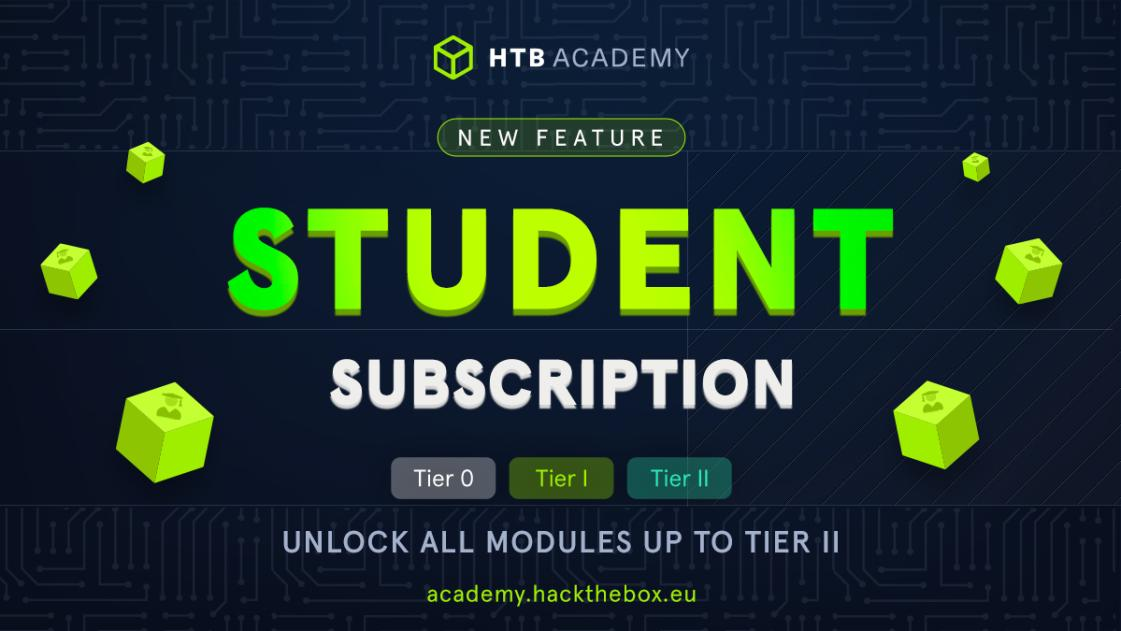 HTB ACADEMY
NEW FEATURE
STUDENT
SUBSCRIPTION
Tier 0 Tier I Tier II
UNLOCK ALL MODULES UP TO TIER II
academy.hackthebox.eu